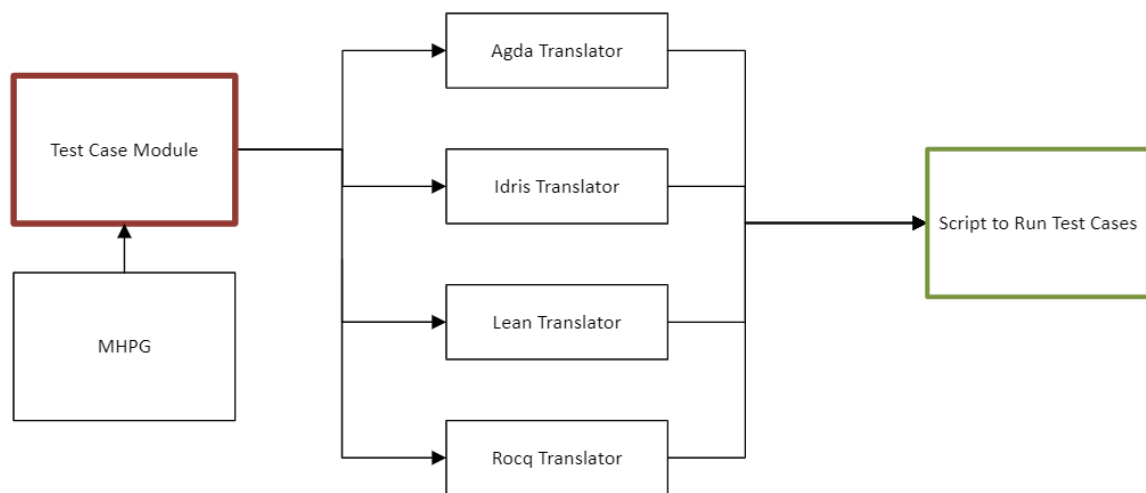 Agda Translator
Test Case Module
Idris Translator
Script to Run Test Cases
MHPG
Lean Translator
Rocq Translator